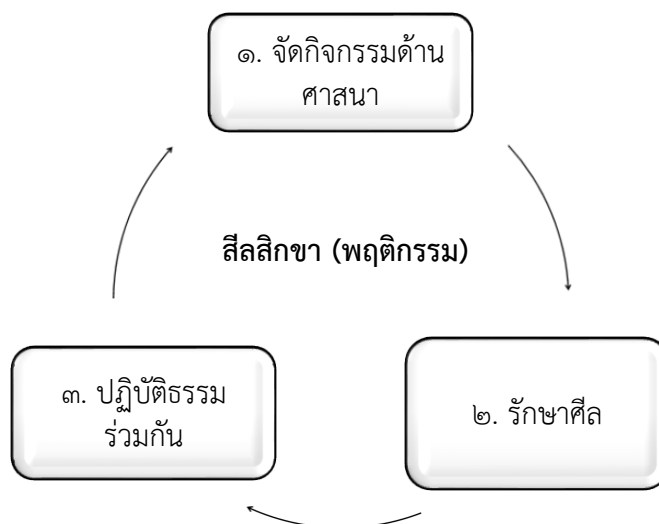 ๑. จัดกิจกรรมด้าน
ศาสนา
สีลสิกขา (พฤติกรรม)
๓. ปฏิบัติธรรม
ร่วมกัน
๒. รักษาศีล